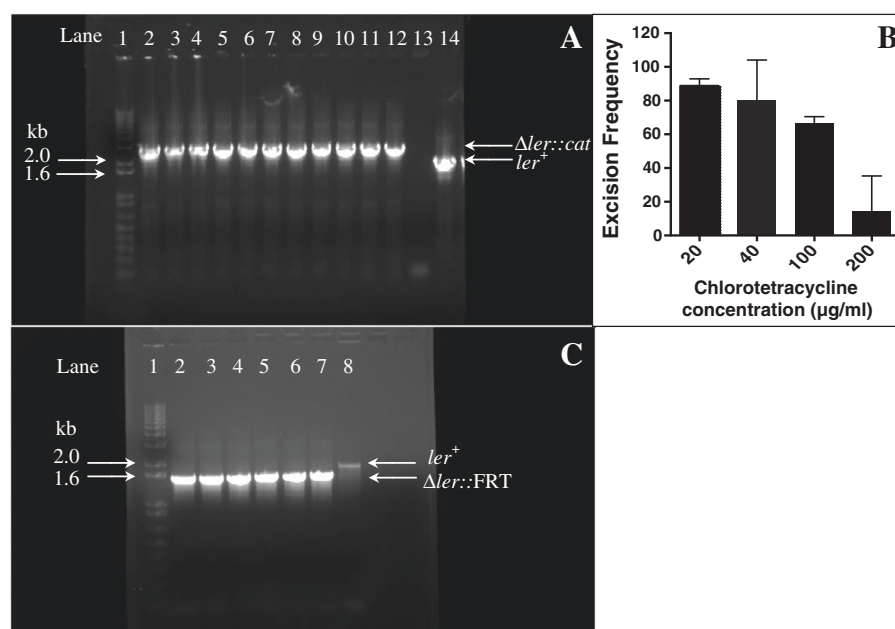 Lane 1 2 3 4 5 6 7 8 9 10 11 12 13 14 A
kb
2.0
1.6
Δler::cat
ler+
B
Excision Frequency
120
100
80
60
40
20
0
20 40 100 200
Chlorotetracycline
concentration (µg/ml)
C
Lane 1 2 3 4 5 6 7 8
kb
2.0
1.6
ler+
Δler::FRT